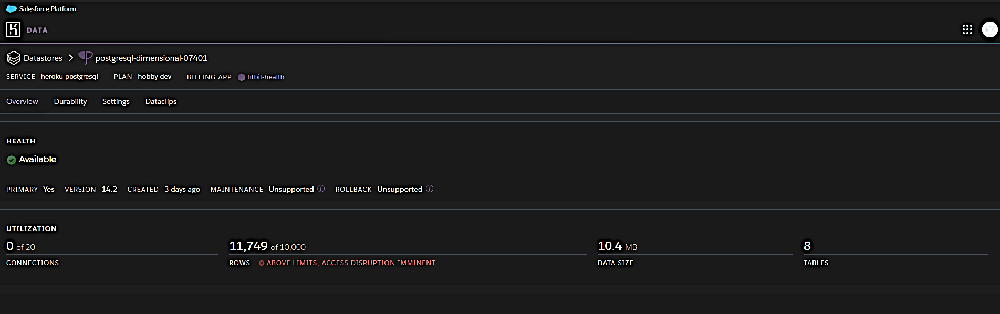 Salesforce Platform
DATA
Datastores > postgresql-dimensional-07401
SERVICE heroku-postgresql PLAN hobby-dev BILLING APP fitbit-health
Overview Durability Settings Dataclips
HEALTH
Available
PRIMARY Yes VERSION 14.2 CREATED 3 days ago MAINTENANCE Unsupported ROLLBACK Unsupported
UTILIZATION
0 of 20 11,749 of 10,000 10.4 MB 8
CONNECTIONS ROWS ABOVE LIMITS, ACCESS DISRUPTION IMMINENT DATA SIZE TABLES